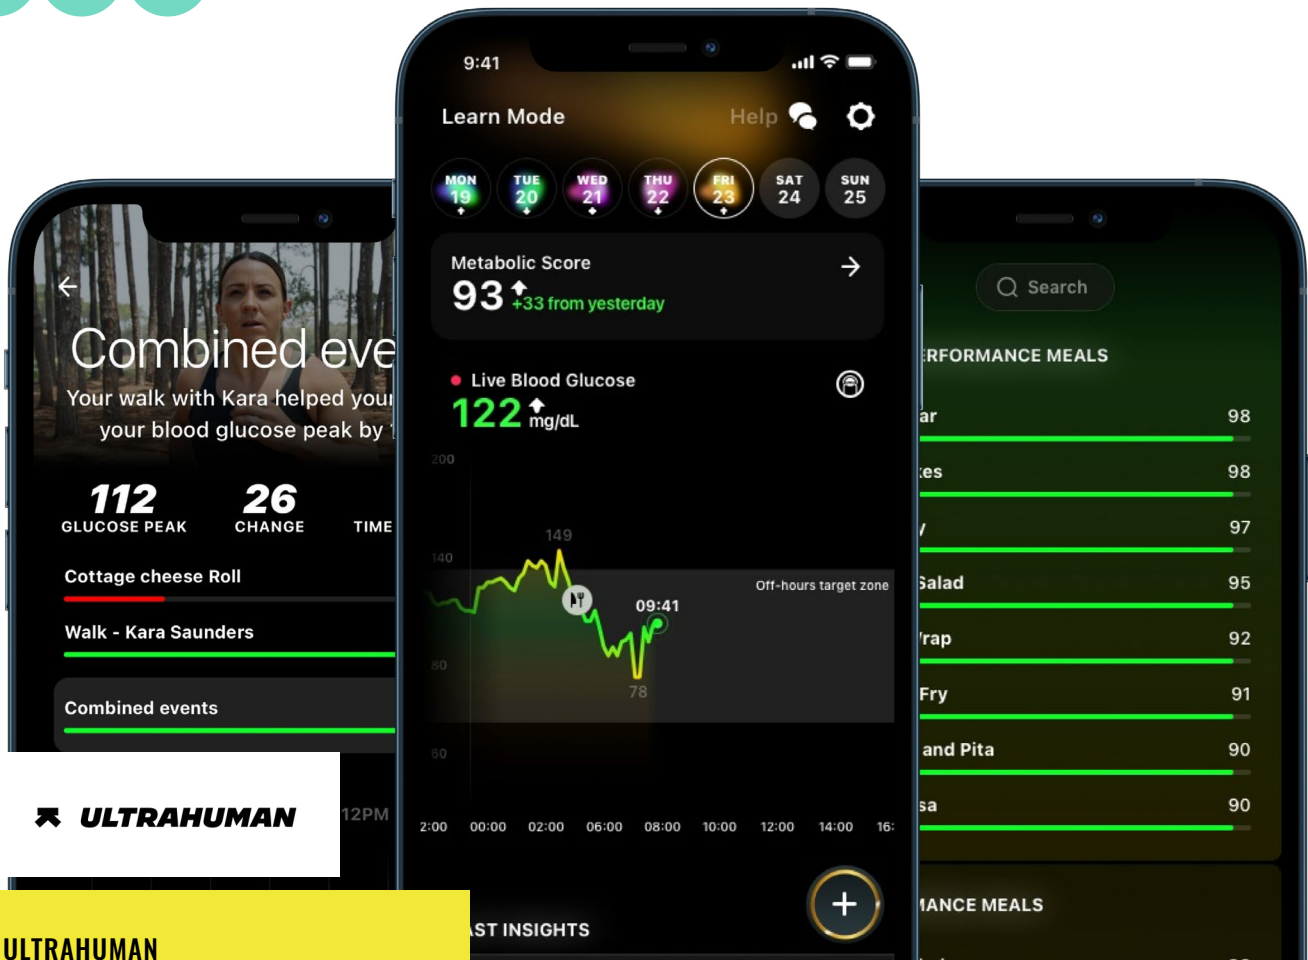 9:41
Learn Mode
Help
MON TUE WED THU FRI SAT SUN
19 20 21 22 23 24 25
Metabolic Score
93
+33 from yesterday
Live Blood Glucose
122 mg/dL
200
149
140
Off-hours target zone
09:41
80
78
60
2:00 00:00 02:00 06:00 08:00 10:00 12:00 14:00 16:
AST INSIGHTS
Combined eve
Your walk with Kara helped your
your blood glucose peak by
112 26
GLUCOSE PEAK CHANGE TIME
Cottage cheese Roll
Walk - Kara Saunders
Combined events
12PM
ULTRAHUMAN
ULTRAHUMAN
Search
ERFORMANCE MEALS
ar 98
kes 98
y 97
Salad 95
Wrap 92
Fry 91
and Pita 90
sa 90
MANCE MEALS